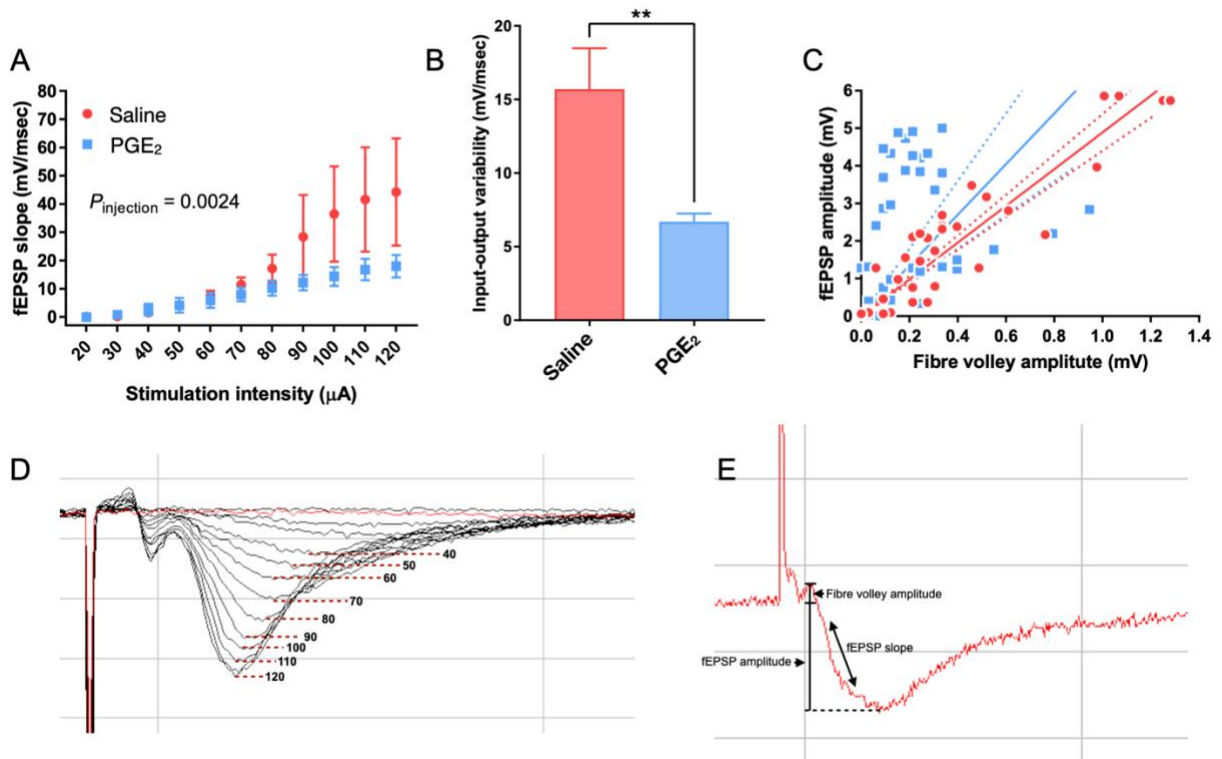 A
fEPSP slope (mV/msec)
80
70
60
50
40
30
20
10
0
Saline
PGE₂
Pinjection = 0.0024
20
30
40
50
60
70
80
90
100
110
120
Stimulation intensity (μA)
B
Input-output variability (mV/msec)
20
15
10
5
0
**
Saline
PGE₂
C
fEPSP amplitude (mV)
6
5
4
3
2
1
0
0.0
0.2
0.4
0.6
0.8
1.0
1.2
1.4
Fibre volley amplitute (mV)
D
40
50
60
70
80
90
100
110
120
E
Fibre volley amplitude
fEPSP slope
fEPSP amplitude